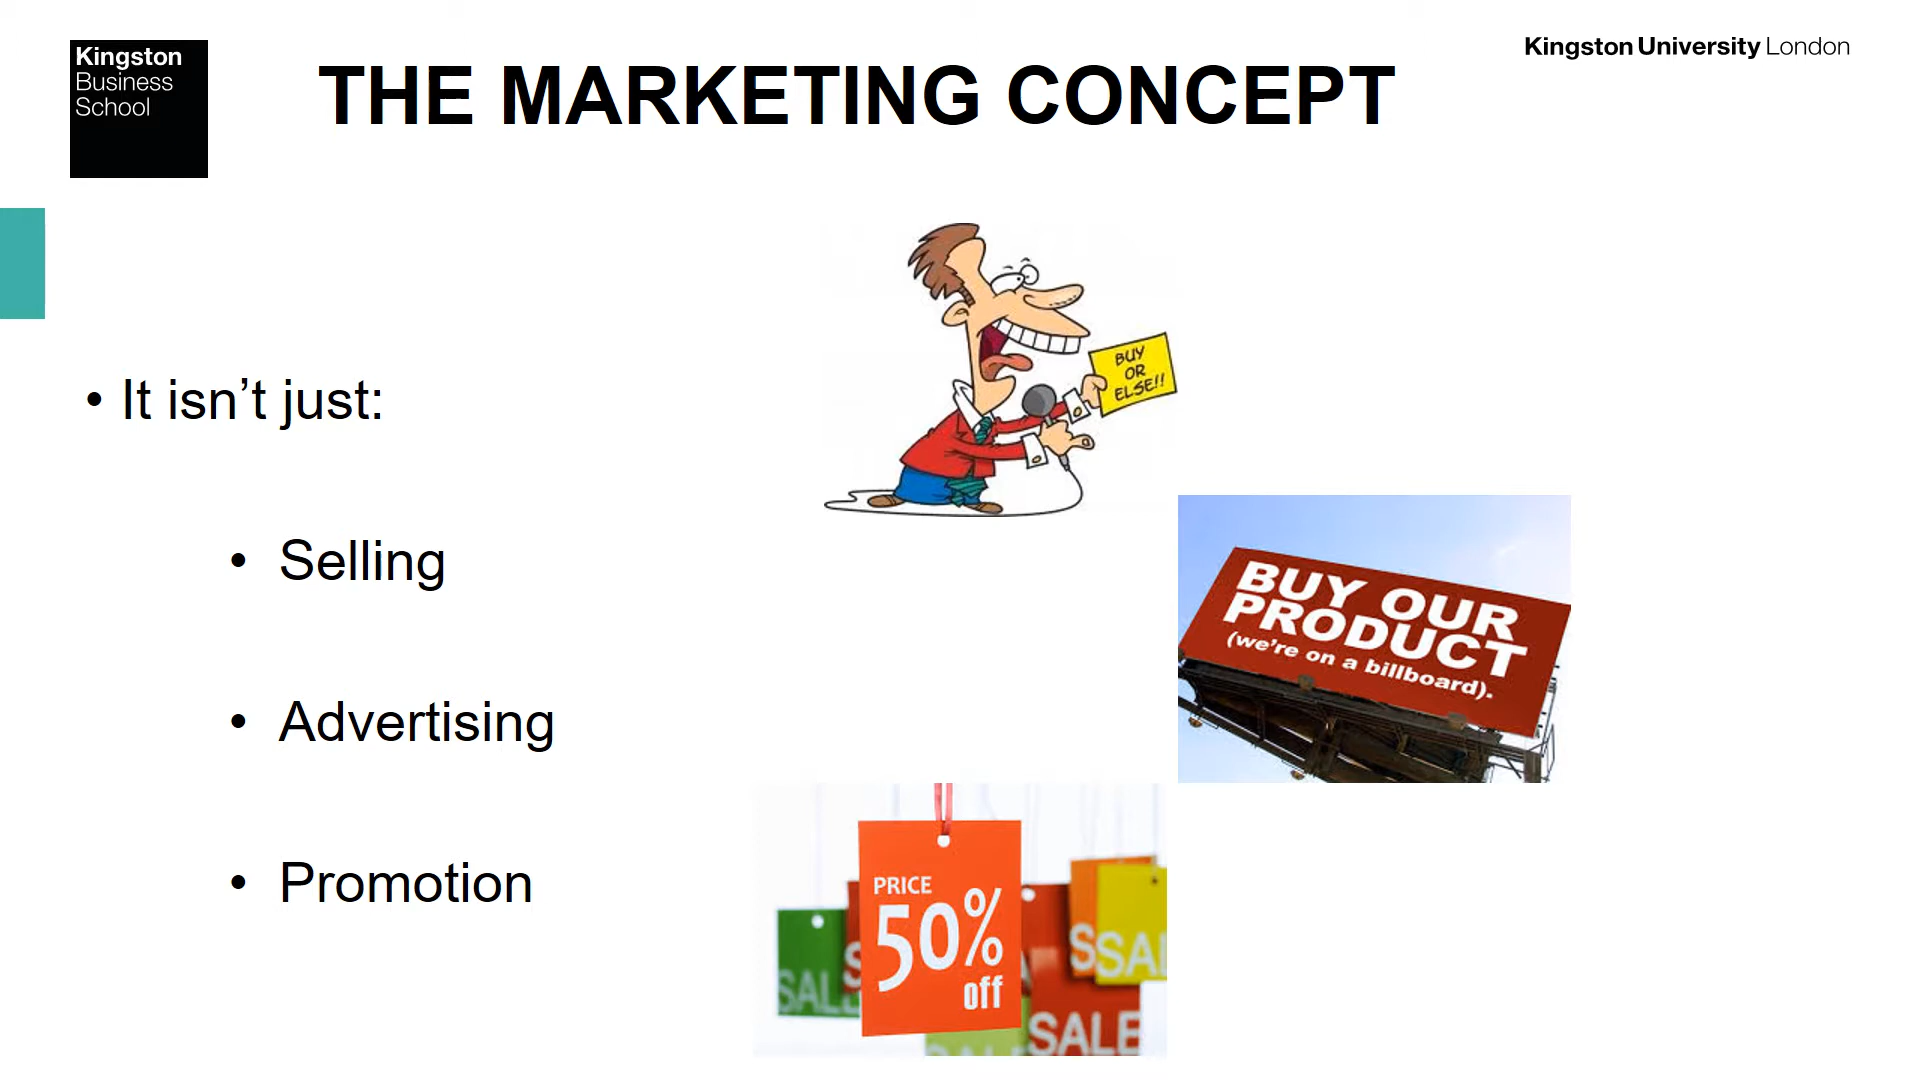 Kingston
Business
School
THE MARKETING CONCEPT
Kingston University London
• It isn’t just:
• Selling
• Advertising
• Promotion
BUY
OR
ELSE!!
BUY OUR
PRODUCT
(we're on a billboard).
PRICE
50%
off
SALE
SALE